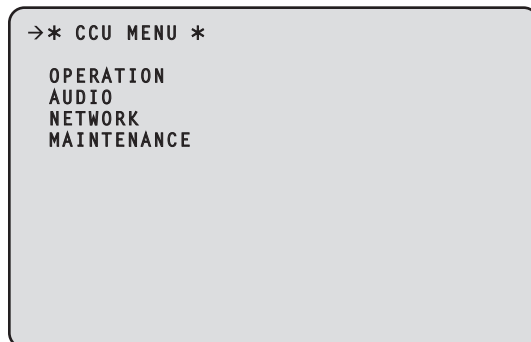 →* CCU MENU *
OPERATION
AUDIO
NETWORK
MAINTENANCE